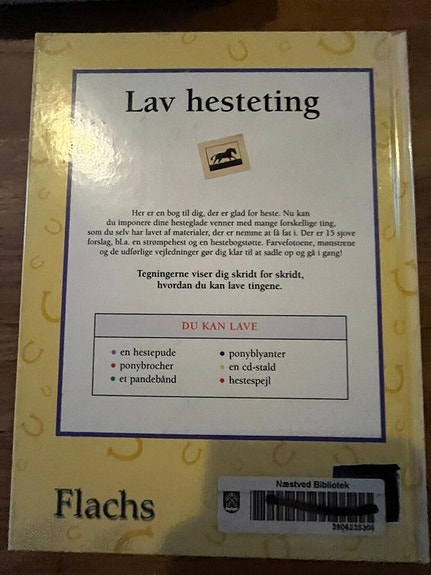 Lav hesteting
Her er en bog til dig, der er glad for heste. Nu kan
du imponere dine hesteglade venner med mange forskellige ting,
som du selv har lavet af materialer, der er nemme at få fat i. Der er 15 sjove
forslag, bl.a. en strømpehest og en hestebogstøtte. Farvefotoene, mønstrene
og de udførlige vejledninger gør dig klar til at sadle op og gå i gang!
Tegningerne viser dig skridt for skridt,
hvordan du kan lave tingene.
DU KAN LAVE
• en hestepude
• ponybrocher
• et pandebånd
• ponyblyanter
• en cd-stald
• hestespejl
Flachs
Næstved Bibliotek